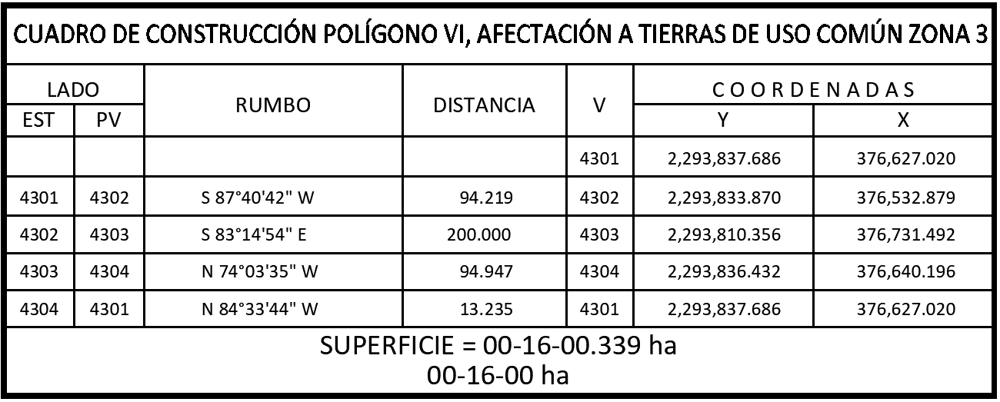 CUADRO DE CONSTRUCCIÓN POLÍGONO VI, AFECTACIÓN A TIERRAS DE USO COMÚN ZONA 3
LADO RUMBO DISTANCIA V C O O R D E N A D A S
EST PV Y X
4301 2,293,837.686 376,627.020
4301 4302 S 87°40'42" W 94.219 4302 2,293,833.870 376,532.879
4302 4303 S 83°14'54" E 200.000 4303 2,293,810.356 376,731.492
4303 4304 N 74°03'35" W 94.947 4304 2,293,836.432 376,640.196
4304 4301 N 84°33'44" W 13.235 4301 2,293,837.686 376,627.020
SUPERFICIE = 00-16-00.339 ha
00-16-00 ha